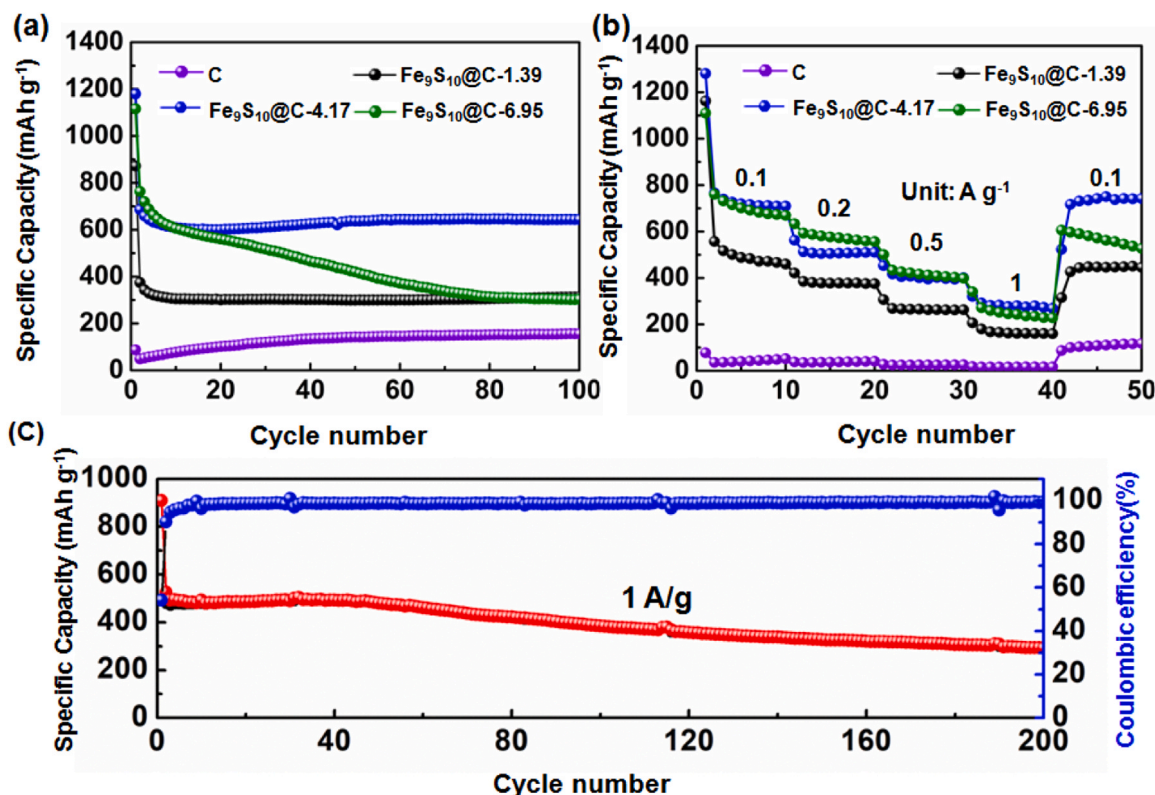 (a)
1400
1200
1000
800
600
400
200
0
Specific Capacity (mAh g⁻¹)
C
Fe₉S₁₀@C-1.39
Fe₉S₁₀@C-4.17
Fe₉S₁₀@C-6.95
0 20 40 60 80 100
Cycle number
(b)
1400
1200
1000
800
600
400
200
0
Specific Capacity (mAh g⁻¹)
C
Fe₉S₁₀@C-1.39
Fe₉S₁₀@C-4.17
Fe₉S₁₀@C-6.95
0.1
0.2
Unit: A g⁻¹
0.5
1
0.1
0 10 20 30 40 50
Cycle number
(C)
1000
800
600
400
200
0
Specific Capacity (mAh g⁻¹)
1 A/g
100
80
60
40
20
0
Coulombic efficiency(%)
0 40 80 120 160 200
Cycle number